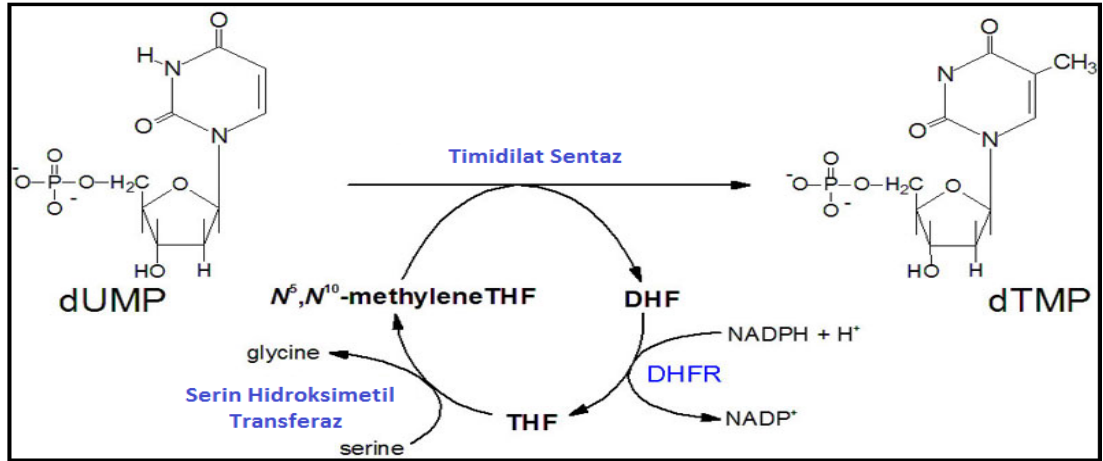 O
H
N
N
O
O
⁻O-P-O-H₂C
O⁻
O
HO
H
dUMP
Timidilat Sentaz
N⁵,N¹⁰-methyleneTHF
DHF
glycine
Serin Hidroksimetil
Transferaz
serine
THF
NADPH + H⁺
DHFR
NADP⁺
O
CH₃
N
N
O
O
⁻O-P-O-H₂C
O⁻
O
HO
H
dTMP